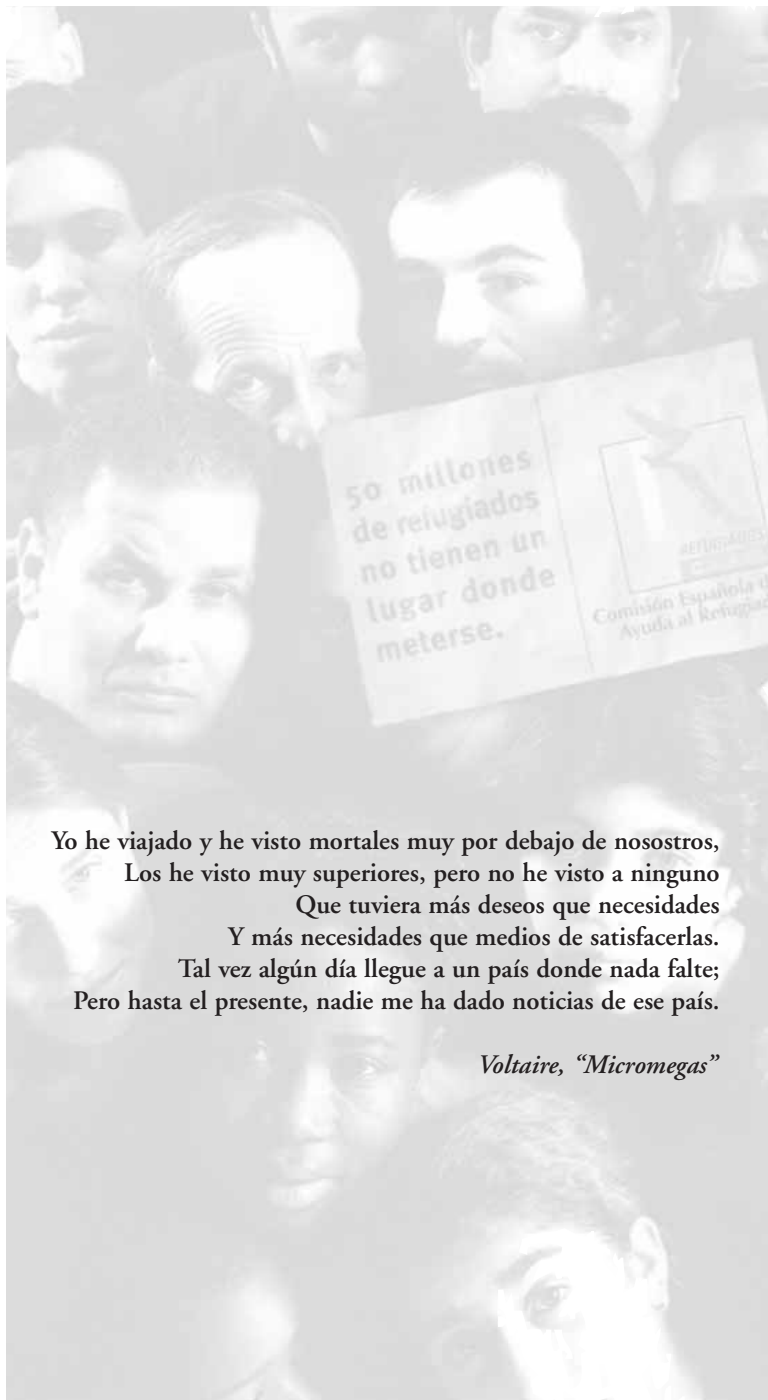 50 millones
de refugiados
no tienen un
lugar donde
meterse.
REFUGIADOS
Comisión Española d
Ayuda al Refugiad
Yo he viajado y he visto mortales muy por debajo de nosostros,
Los he visto muy superiores, pero no he visto a ninguno
Que tuviera más deseos que necesidades
Y más necesidades que medios de satisfacerlas.
Tal vez algún día llegue a un país donde nada falte;
Pero hasta el presente, nadie me ha dado noticias de ese país.
Voltaire, “Micromegas”